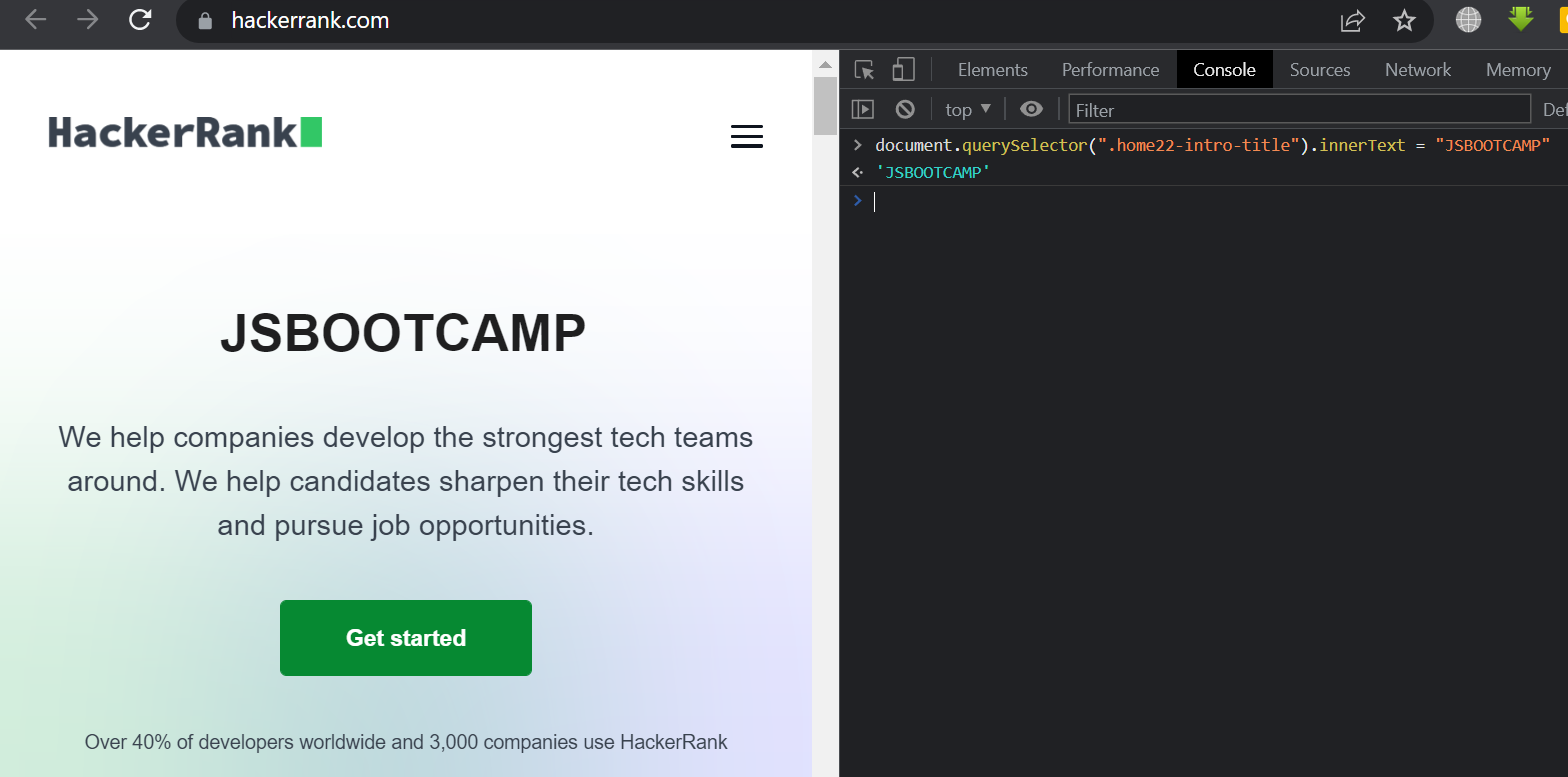 hackerrank.com
HackerRank
JSBOOTCAMP
We help companies develop the strongest tech teams
around. We help candidates sharpen their tech skills
and pursue job opportunities.
Get started
Over 40% of developers worldwide and 3,000 companies use HackerRank
Elements Performance Console Sources Network Memory
top ▼ Filter Def
> document.querySelector(".home22-intro-title").innerText = "JSBOOTCAMP"
'JSBOOTCAMP'
>